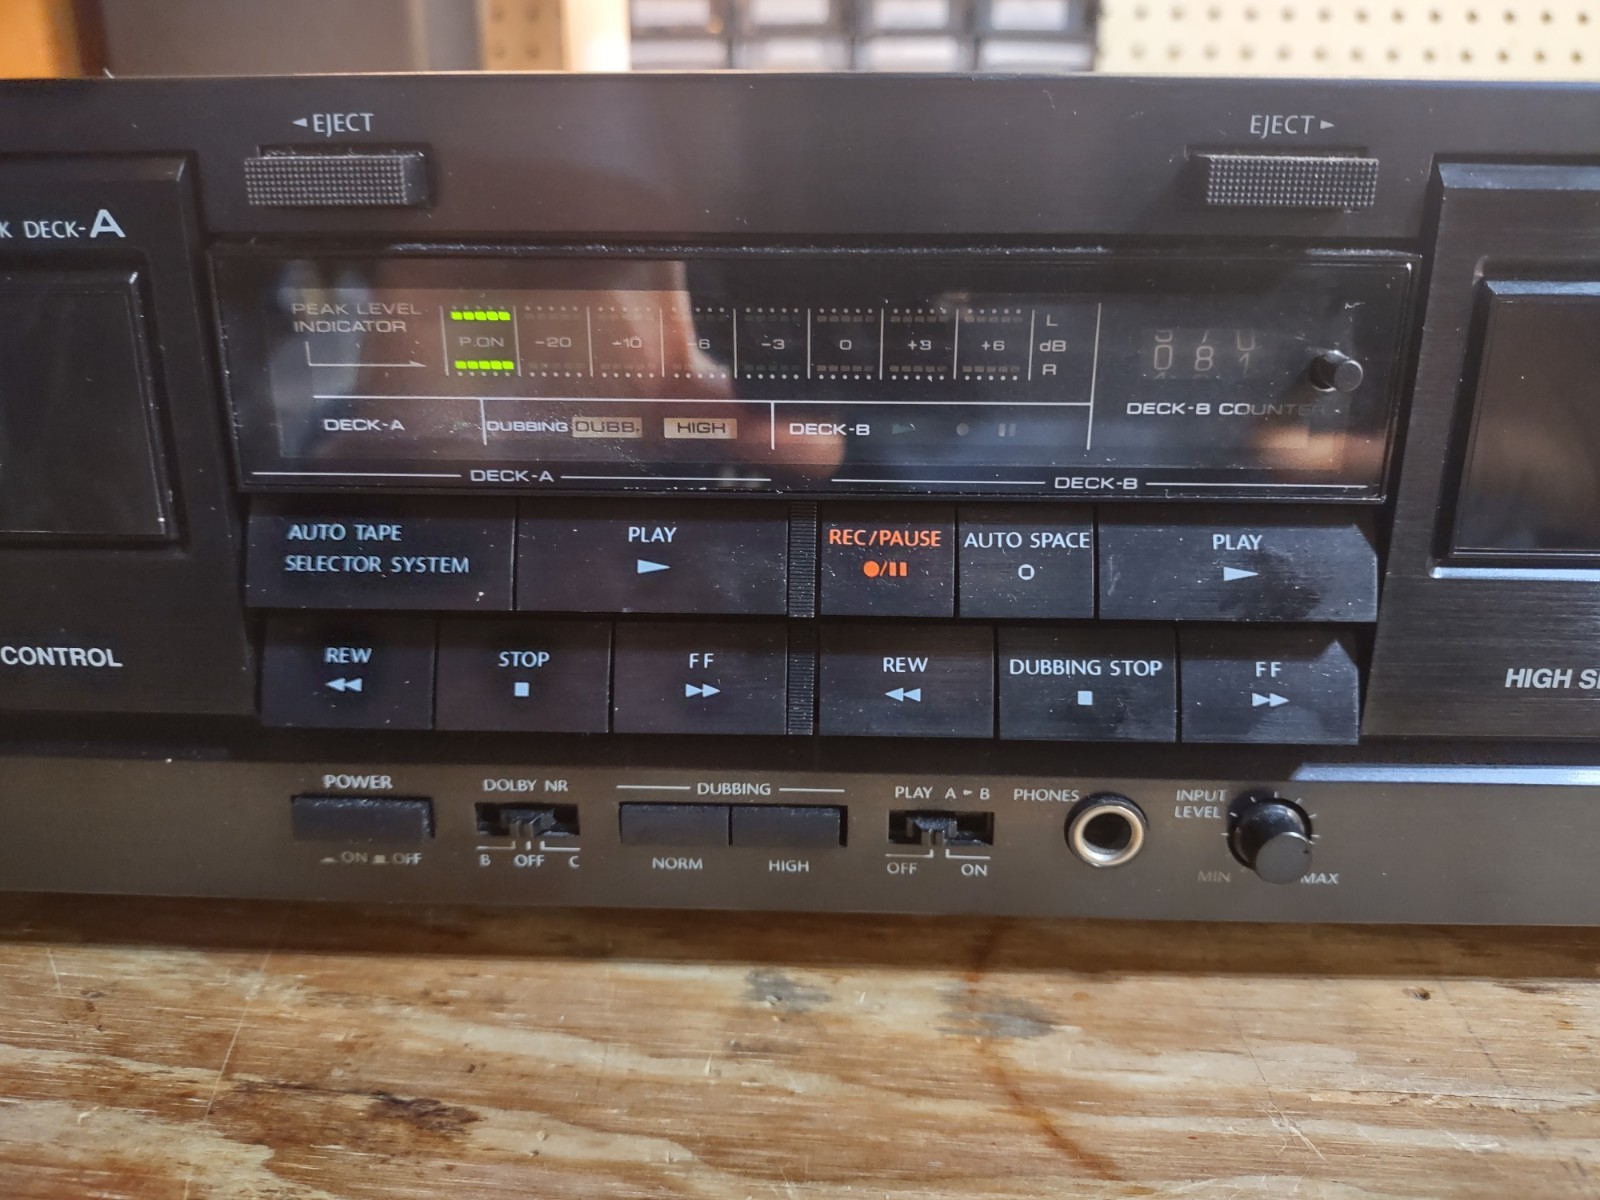 ◄ EJECT
EJECT ►
K DECK-A
PEAK LEVEL
INDICATOR
P.ON -20 -10 -6 -3 0 +3 +6
L
dB
R
081
DECK-A
DUBBING DUBB. HIGH
DECK-B
DECK-B COUNTER
DECK-A
DECK-B
AUTO TAPE
SELECTOR SYSTEM
PLAY
REC/PAUSE
AUTO SPACE
PLAY
CONTROL
REW
STOP
FF
REW
DUBBING STOP
FF
HIGH S
POWER
ON OFF
DOLBY NR
B OFF C
DUBBING
NORM HIGH
PLAY A ► B
OFF ON
PHONES
INPUT
LEVEL
MIN MAX